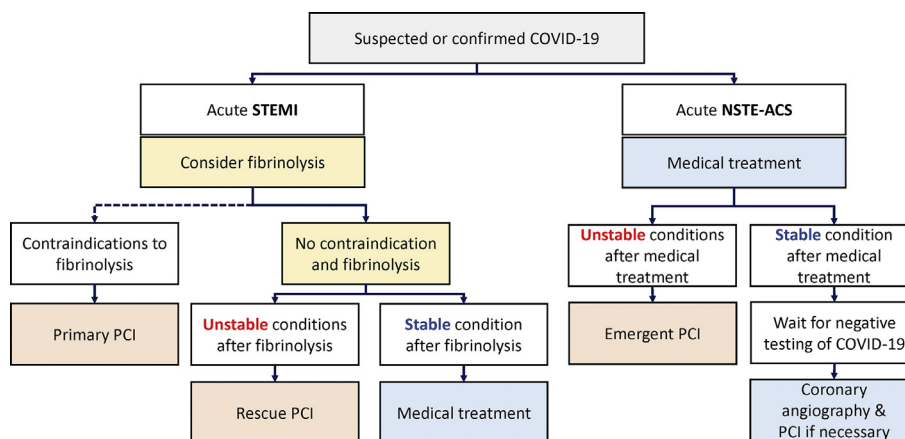 Suspected or confirmed COVID-19
Acute STEMI
Acute NSTE-ACS
Consider fibrinolysis
Medical treatment
Contraindications to
fibrinolysis
No contraindication
and fibrinolysis
Unstable conditions
after medical
treatment
Stable condition
after medical
treatment
Primary PCI
Unstable conditions
after fibrinolysis
Stable condition
after fibrinolysis
Emergent PCI
Wait for negative
testing of COVID-19
Rescue PCI
Medical treatment
Coronary
angiography &
PCI if necessary